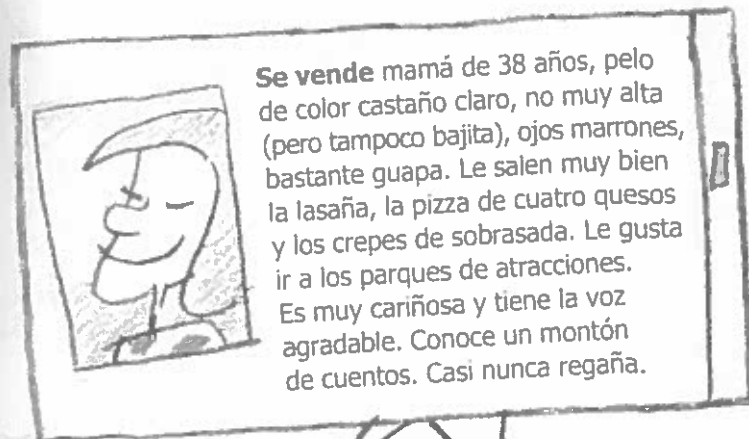 Se vende mamá de 38 años, pelo
de color castaño claro, no muy alta
(pero tampoco bajita), ojos marrones,
bastante guapa. Le salen muy bien
la lasaña, la pizza de cuatro quesos
y los crepes de sobrasada. Le gusta
ir a los parques de atracciones.
Es muy cariñosa y tiene la voz
agradable. Conoce un montón
de cuentos. Casi nunca regaña.